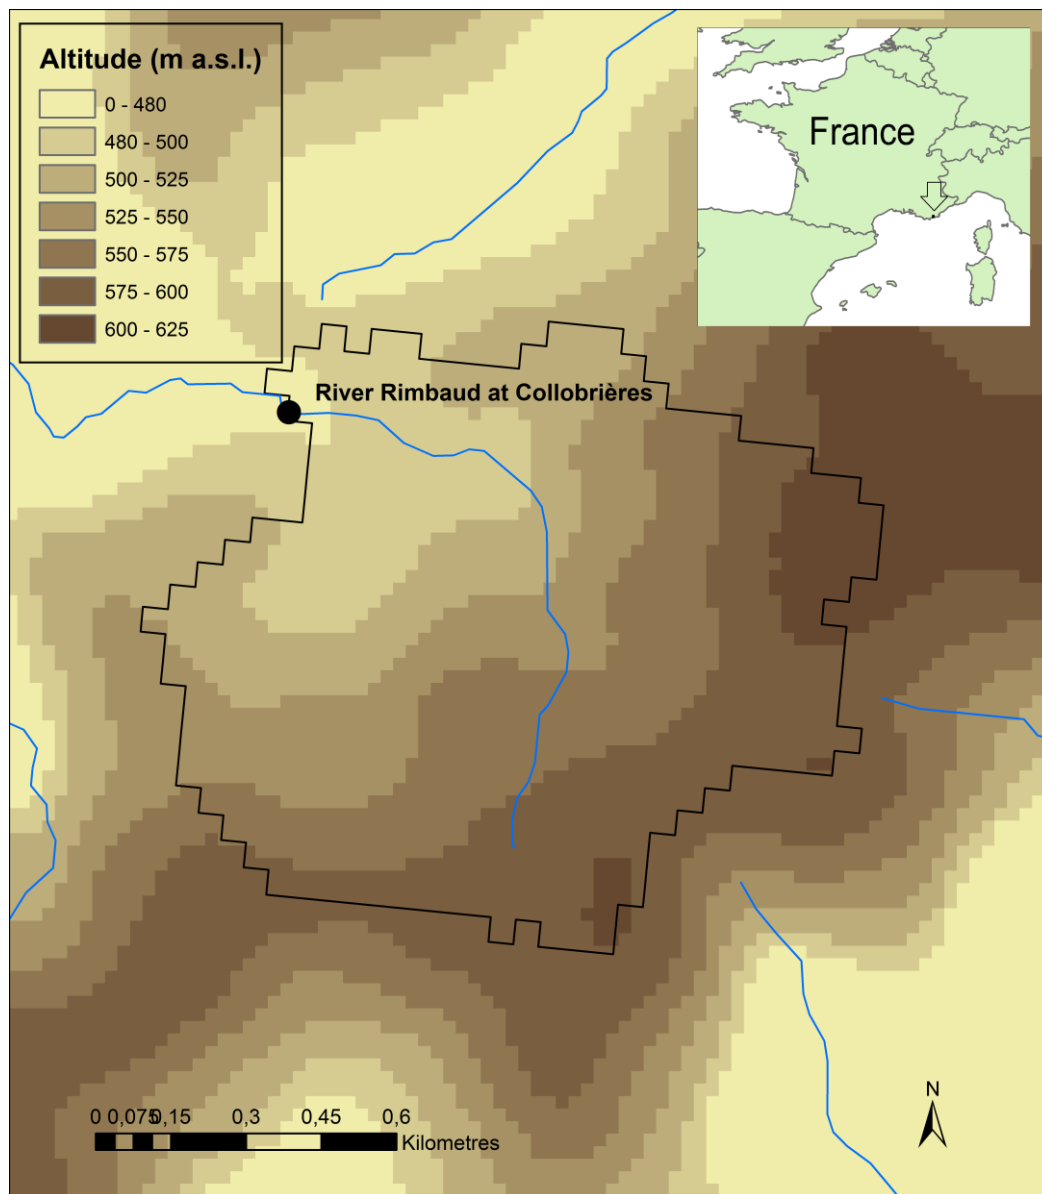 Altitude (m a.s.l.)
0 - 480
480 - 500
500 - 525
525 - 550
550 - 575
575 - 600
600 - 625
France
River Rimbaud at Collobrières
N
0 0,075 0,15 0,3 0,45 0,6
Kilometres